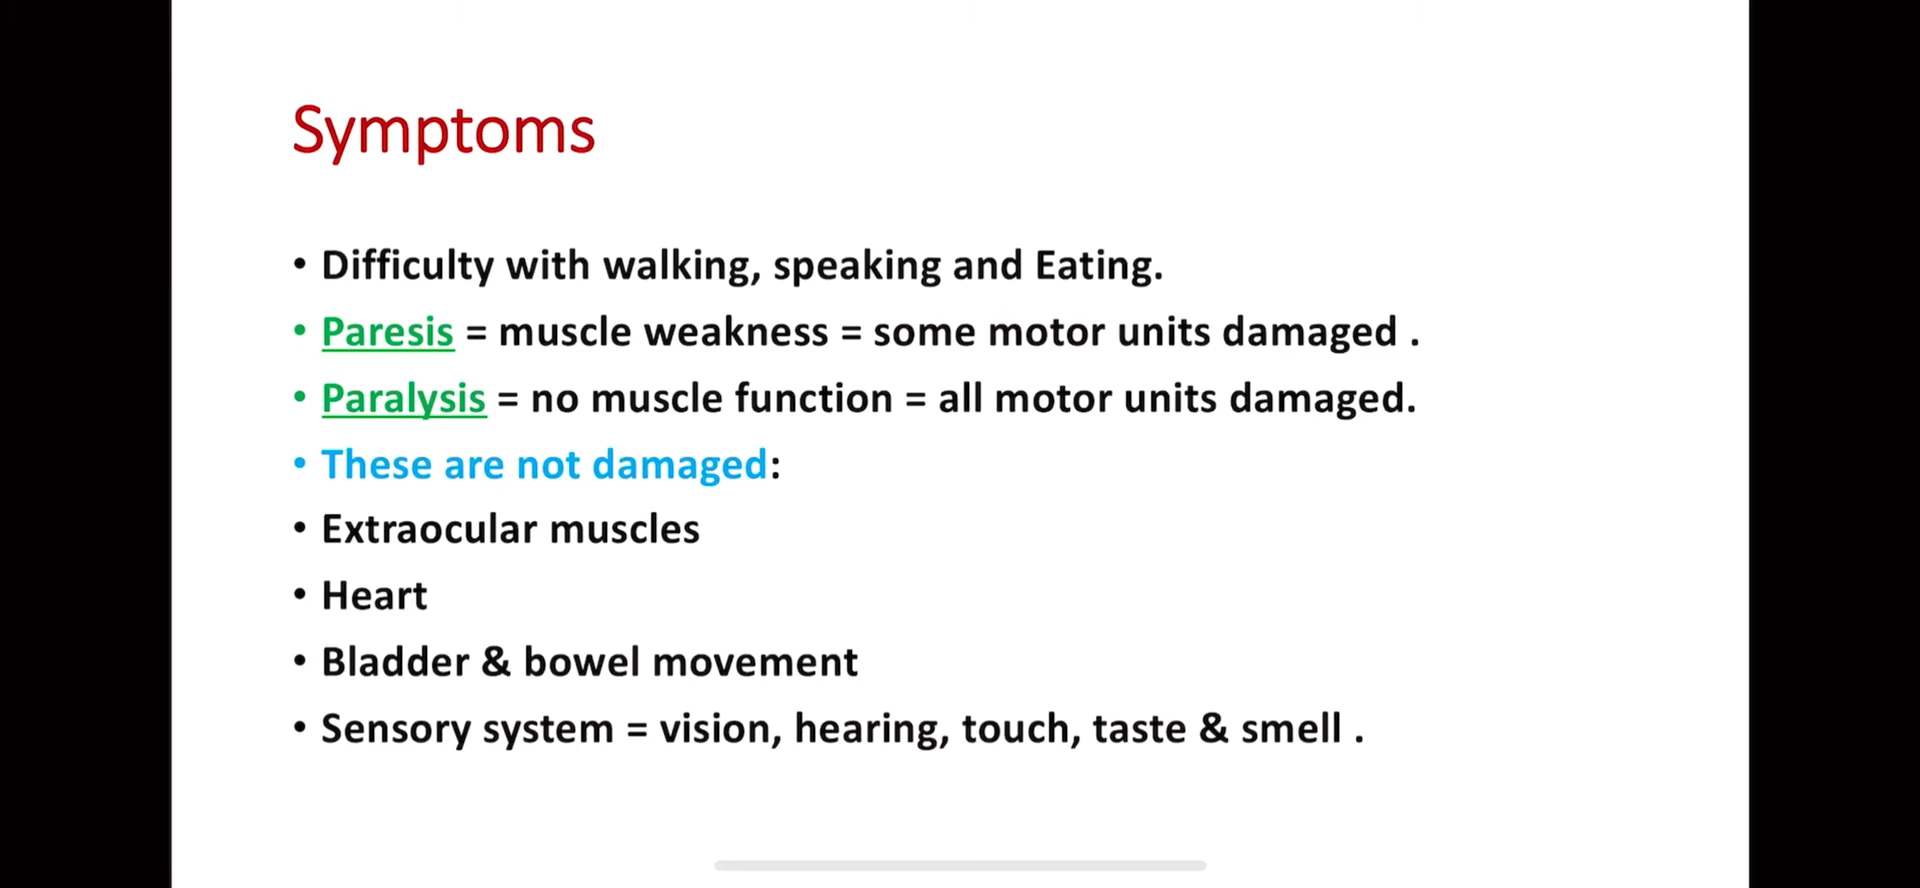 Symptoms
• Difficulty with walking, speaking and Eating.
• Paresis = muscle weakness = some motor units damaged .
• Paralysis = no muscle function = all motor units damaged.
• These are not damaged:
• Extraocular muscles
• Heart
• Bladder & bowel movement
• Sensory system = vision, hearing, touch, taste & smell .